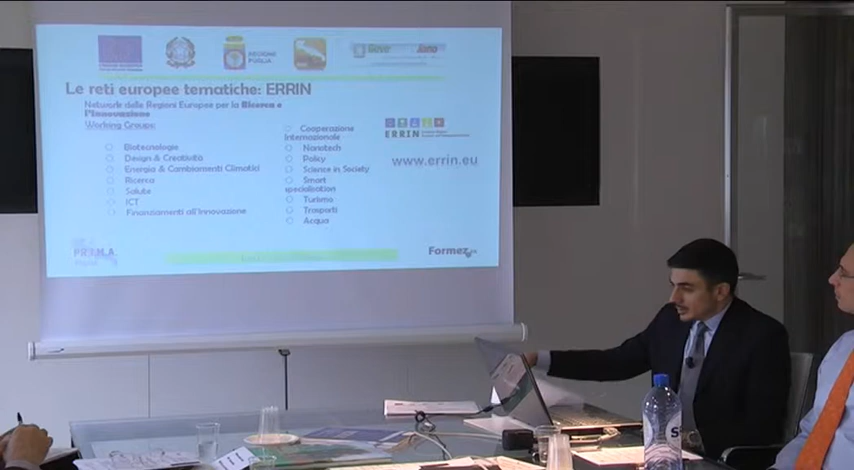 REGIONE
PUGLIA
Le reti europee tematiche: ERRIN
Network delle Regioni Europee per la Ricerca e
l'Innovazione
Working Groups:
Biotecnologie
Design & Creatività
Energia & Cambiamenti Climatici
Ricerca
Salute
ICT
Finanziamenti all'Innovazione
Cooperazione
Internazionale
Nanotech
Policy
Science in Society
Smart
specialisation
Turismo
Trasporti
Acqua
ERRIN
www.errin.eu
Formez